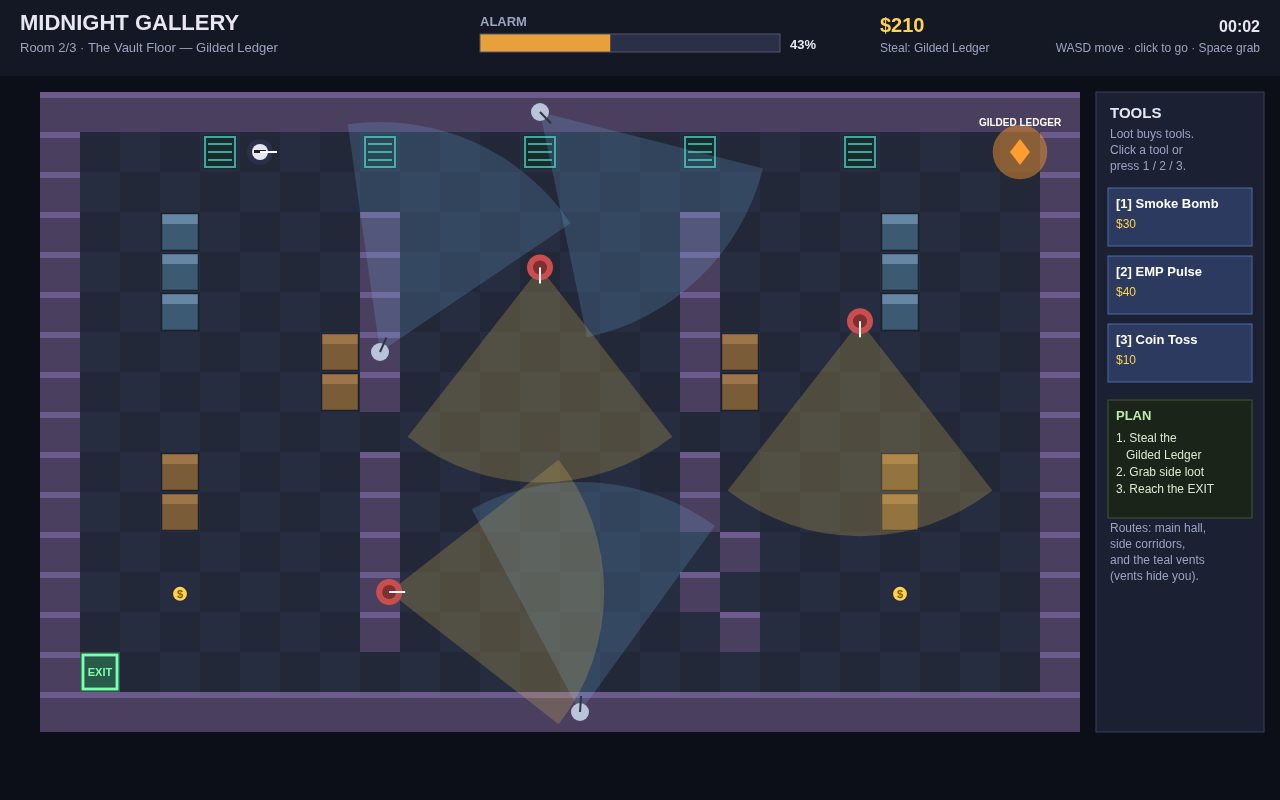 MIDNIGHT GALLERY
Room 2/3 · The Vault Floor — Gilded Ledger
ALARM
43%
$210
Steal: Gilded Ledger
00:02
WASD move · click to go · Space grab
GILDED LEDGER
TOOLS
Loot buys tools.
Click a tool or
press 1 / 2 / 3.
[1] Smoke Bomb
$30
[2] EMP Pulse
$40
[3] Coin Toss
$10
PLAN
1. Steal the
Gilded Ledger
2. Grab side loot
3. Reach the EXIT
Routes: main hall,
side corridors,
and the teal vents
(vents hide you).
$
$
EXIT